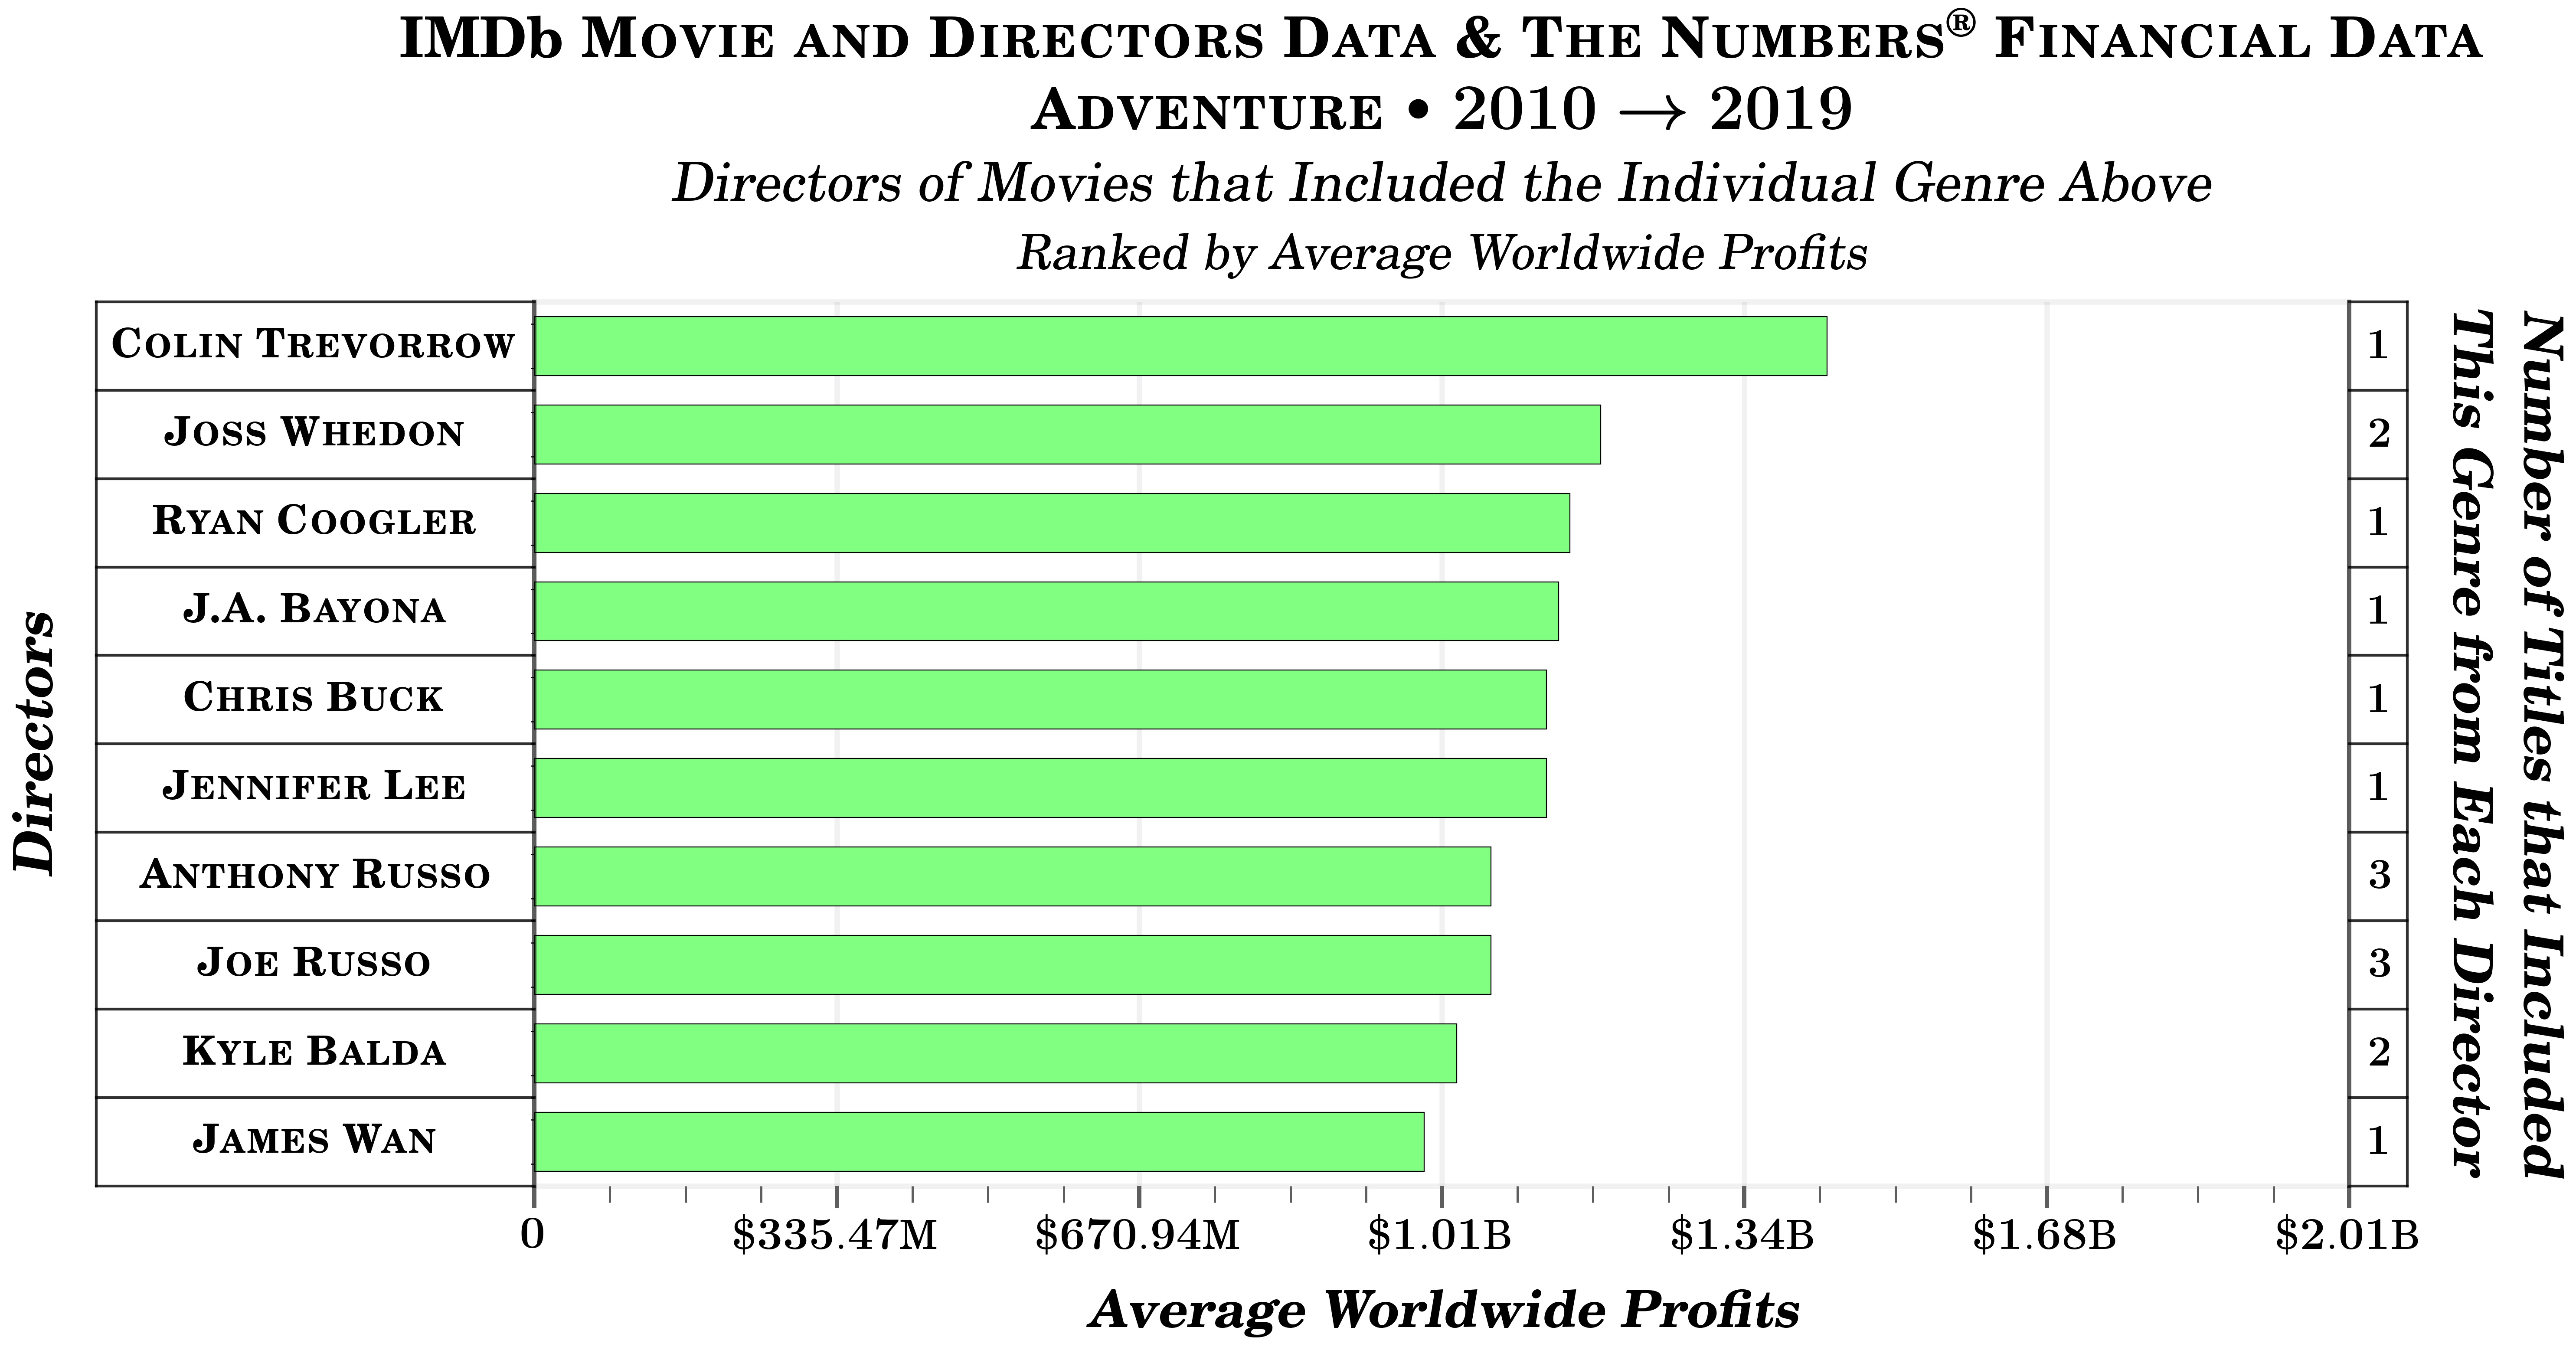 IMDb Movie and Directors Data & The Numbers® Financial Data
Adventure • 2010 → 2019
Directors of Movies that Included the Individual Genre Above
Ranked by Average Worldwide Profits
Directors
Colin Trevorrow 1
Joss Whedon 2
Ryan Coogler 1
J.A. Bayona 1
Chris Buck 1
Jennifer Lee 1
Anthony Russo 3
Joe Russo 3
Kyle Balda 2
James Wan 1
Number of Titles that Included
This Genre from Each Director
0 $335.47M $670.94M $1.01B $1.34B $1.68B $2.01B
Average Worldwide Profits